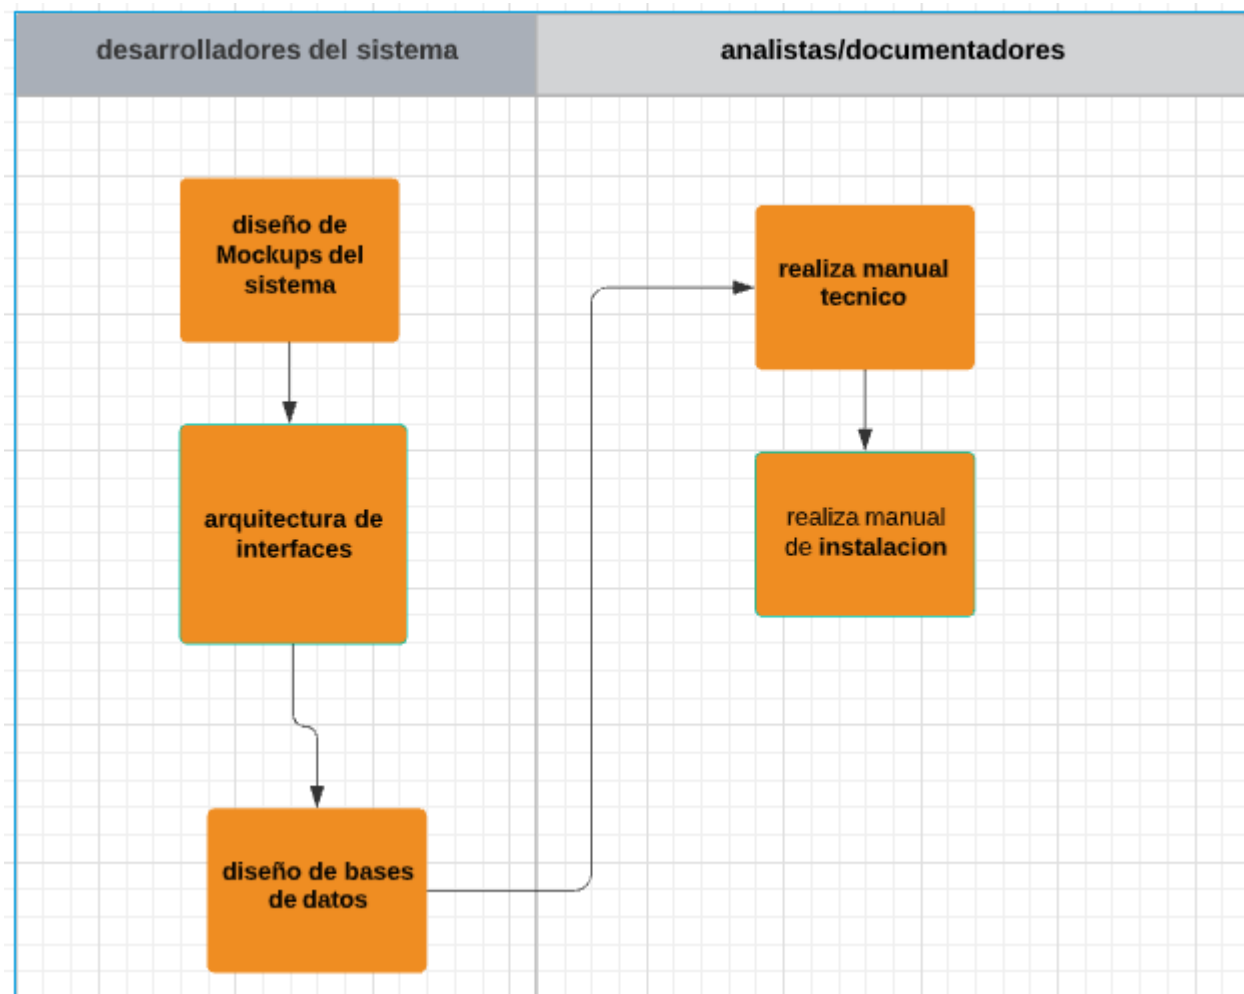 desarrolladores del sistema
analistas/documentadores
diseño de
Mockups del
sistema
arquitectura de
interfaces
diseño de bases
de datos
realiza manual
tecnico
realiza manual
de instalacion